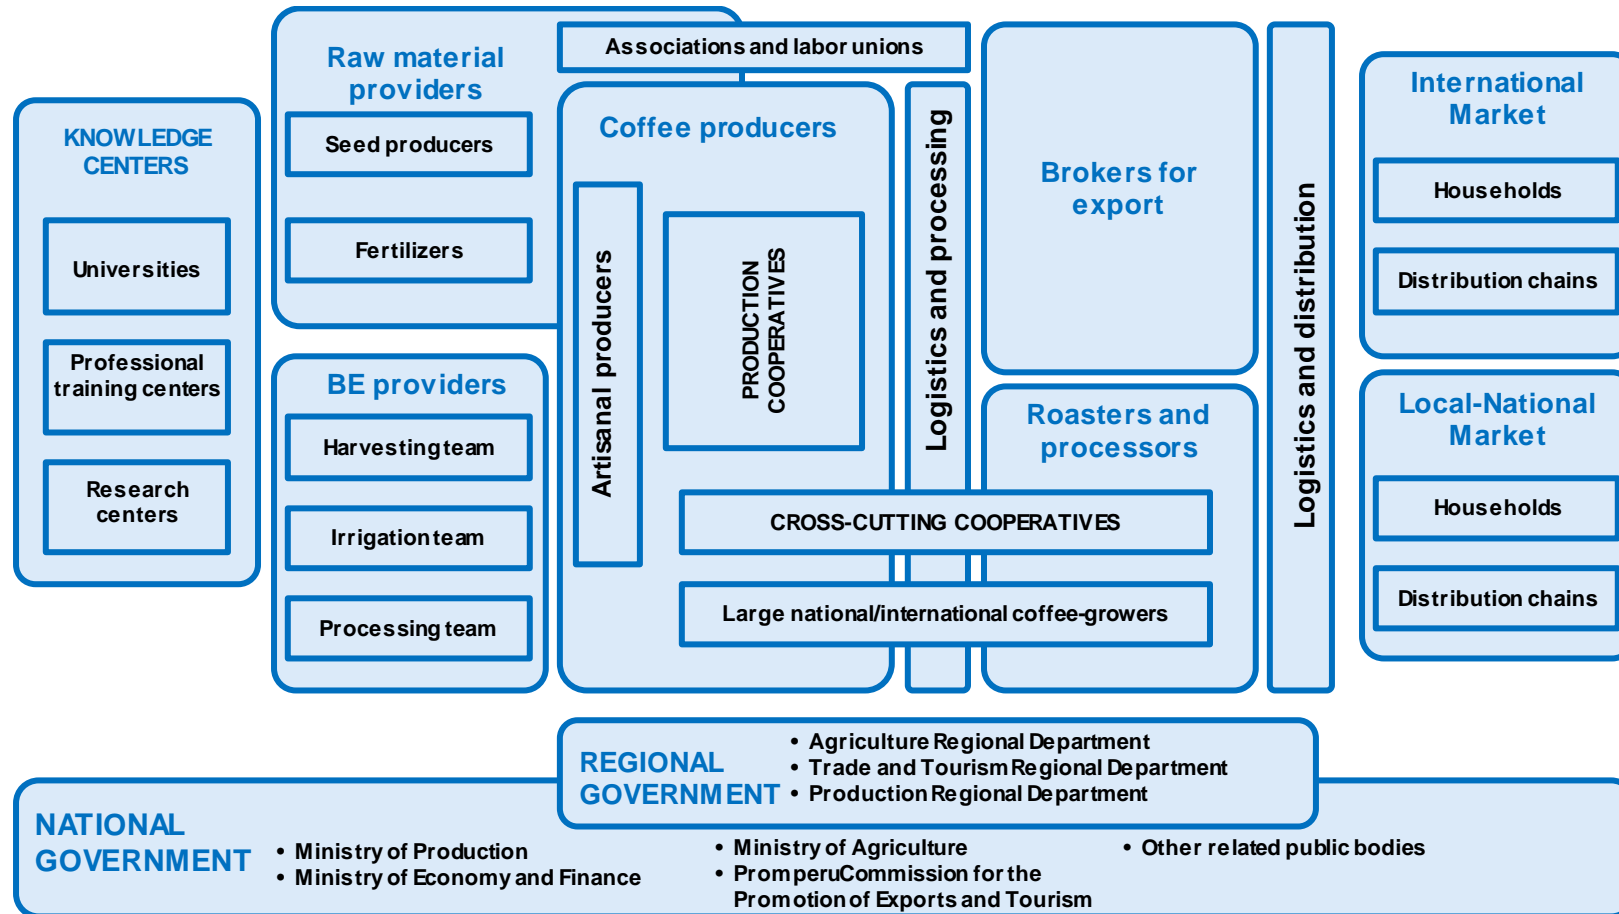 Associations and labor unions
Raw material
providers
Seed producers
Fertilizers
KNOWLEDGE
CENTERS
Universities
Professional
training centers
Research
centers
BE providers
Harvesting team
Irrigation team
Processing team
Coffee producers
Artisanal producers
PRODUCTION
COOPERATIVES
Logistics and processing
Brokers for
export
Roasters and
processors
CROSS-CUTTING COOPERATIVES
Large national/international coffee-growers
Logistics and distribution
International
Market
Households
Distribution chains
Local-National
Market
Households
Distribution chains
REGIONAL
GOVERNMENT
• Agriculture Regional Department
• Trade and Tourism Regional Department
• Production Regional Department
NATIONAL
GOVERNMENT
• Ministry of Production
• Ministry of Economy and Finance
• Ministry of Agriculture
• PromperuCommission for the
Promotion of Exports and Tourism
• Other related public bodies